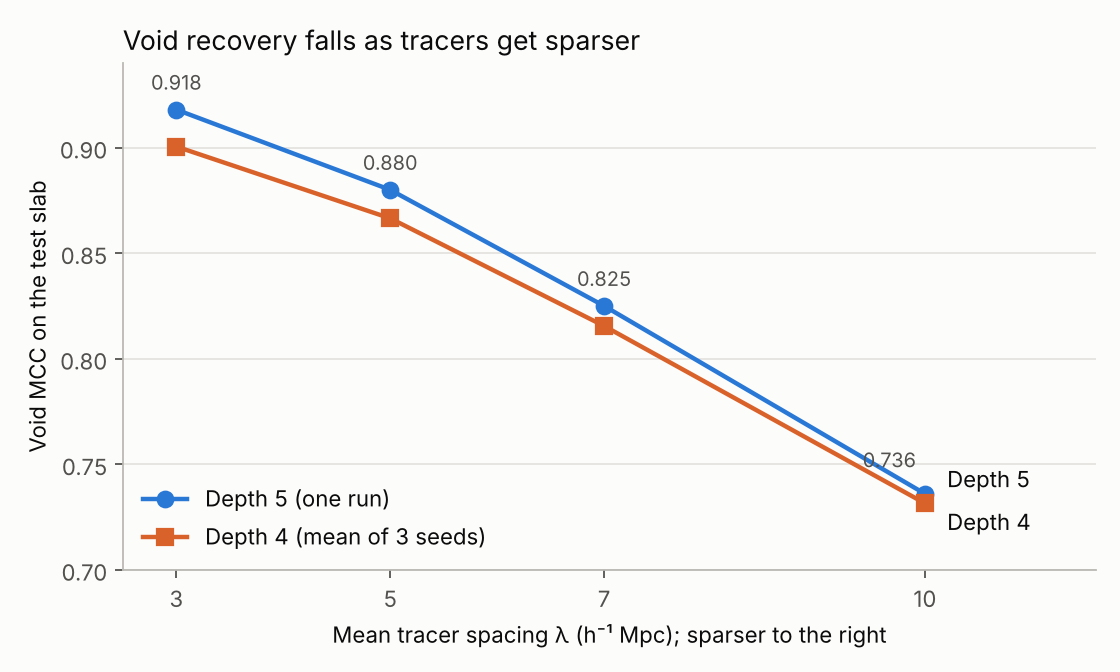 Void recovery falls as tracers get sparser
0.918
0.880
0.825
0.736
0.90
0.85
0.80
0.75
0.70
Void MCC on the test slab
Depth 5
Depth 4
Depth 5 (one run)
Depth 4 (mean of 3 seeds)
3
5
7
10
Mean tracer spacing λ (h⁻¹ Mpc); sparser to the right